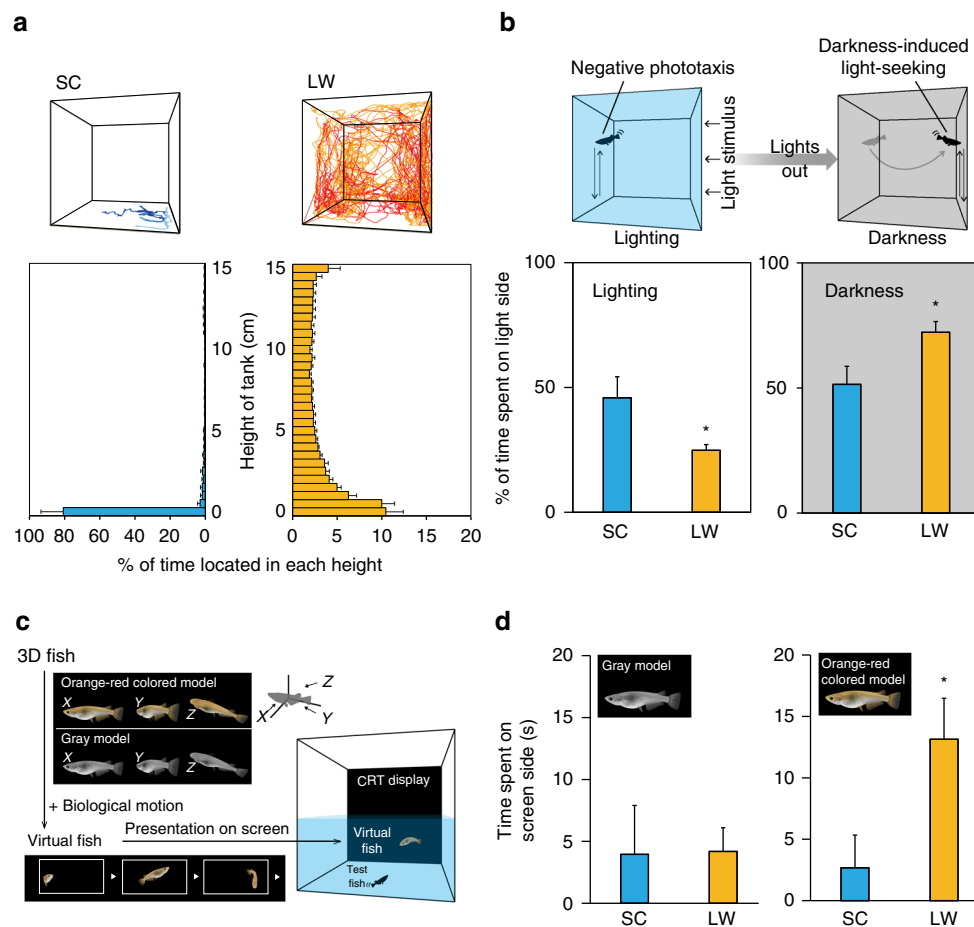 a
SC
LW
15
10
5
0
Height of tank (cm)
15
10
5
0
100 80 60 40 20 0
0 5 10 15 20
% of time located in each height
b
Negative phototaxis
Darkness-induced
light-seeking
Light stimulus
Lights
out
Lighting
Darkness
% of time spent on light side
100
50
0
Lighting
*
SC LW
100
50
0
Darkness
*
SC LW
c
3D fish
Orange-red colored model
X Y Z
Gray model
X Y Z
Z
X Y
+ Biological motion
Virtual fish
Presentation on screen
CRT display
Virtual
fish
Test
fish
d
Time spent on
screen side (s)
20
15
10
5
0
Gray model
SC LW
20
15
10
5
0
Orange-red
colored model
*
SC LW